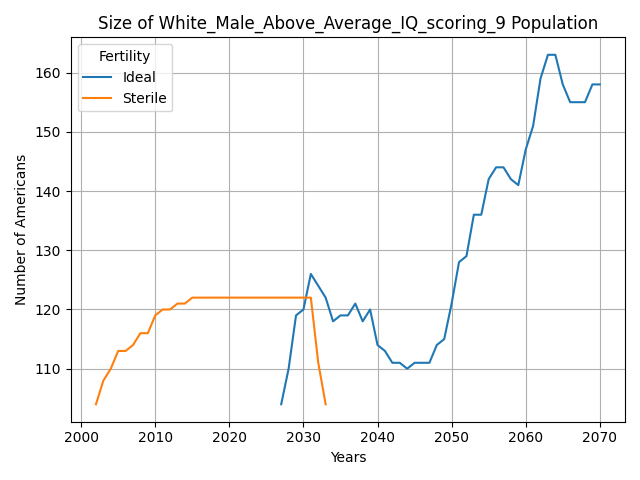 Size of White_Male_Above_Average_IQ_scoring_9 Population
Fertility
Ideal
Sterile
160
150
140
130
120
110
Number of Americans
2000 2010 2020 2030 2040 2050 2060 2070
Years